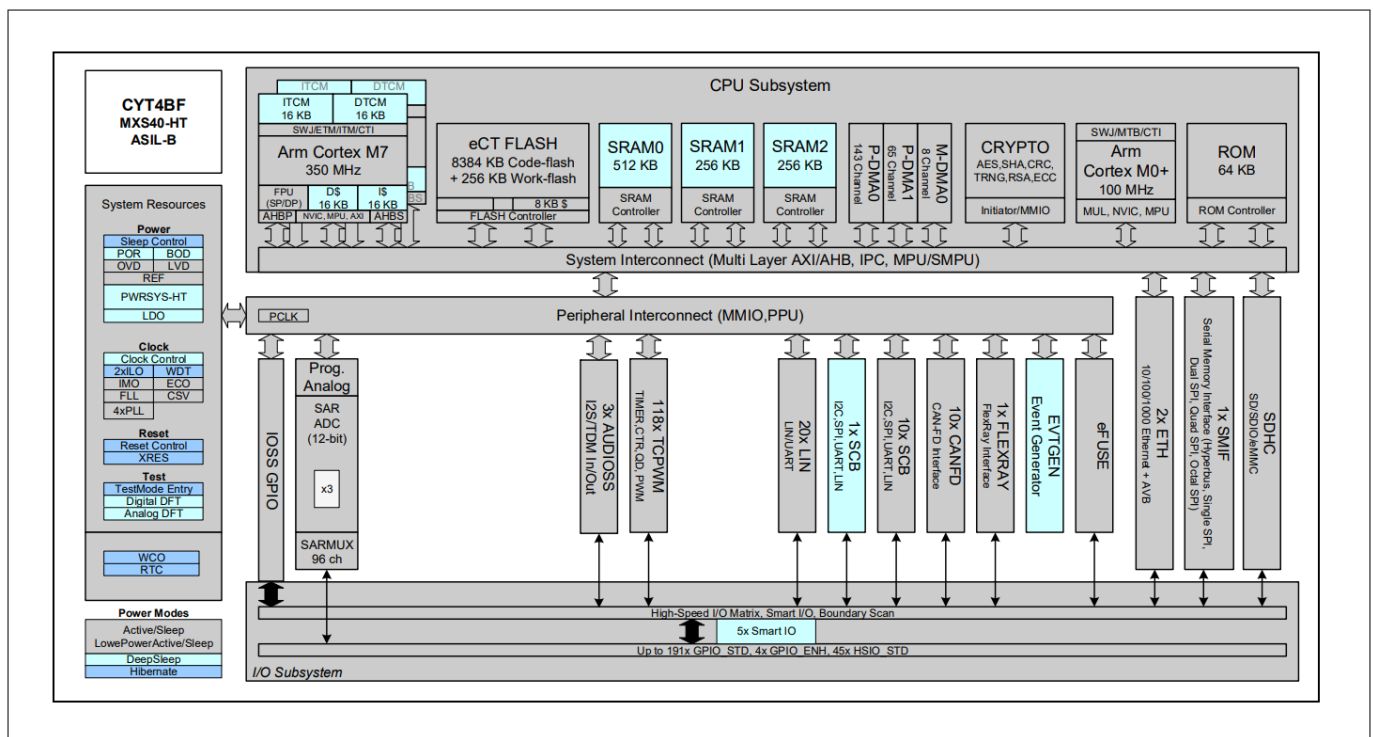 CYT4BF
MXS40-HT
ASIL-B
System Resources
Power
Sleep Control
POR BOD
OVD LVD
REF
PWRSYS-HT
LDO
Clock
Clock Control
2xILO WDT
IMO ECO
FLL CSV
4xPLL
Reset
Reset Control
XRES
Test
TestMode Entry
Digital DFT
Analog DFT
WCO
RTC
Power Modes
Active/Sleep
LowePowerActive/Sleep
DeepSleep
Hibernate
CPU Subsystem
ITCM DTCM
ITCM DTCM
16 KB 16 KB
SWJ/ETM/ITM/CTI
Arm Cortex M7
350 MHz
FPU
(SP/DP)
D$
16 KB
I$
16 KB
AHBP NVIC, MPU, AXI AHBS
eCT FLASH
8384 KB Code-flash
+ 256 KB Work-flash
8 KB $
FLASH Controller
SRAM0
512 KB
SRAM
Controller
SRAM1
256 KB
SRAM
Controller
SRAM2
256 KB
SRAM
Controller
P-DMA0
143 Channel
P-DMA1
65 Channel
M-DMA0
8 Channel
CRYPTO
AES,SHA,CRC,
TRNG,RSA,ECC
Initiator/MMIO
SWJ/MTB/CTI
Arm
Cortex M0+
100 MHz
MUL, NVIC, MPU
ROM
64 KB
ROM Controller
System Interconnect (Multi Layer AXI/AHB, IPC, MPU/SMPU)
PCLK
Peripheral Interconnect (MMIO,PPU)
IOSS GPIO
Prog.
Analog
SAR
ADC
(12-bit)
x3
SARMUX
96 ch
3x AUDIOSS
I2S/TDM In/Out
118x TCPWM
TIMER,CTR,QD, PWM
20x LIN
LIN/UART
1x SCB
I2C,SPI,UART,LIN
10x SCB
I2C,SPI,UART,LIN
10x CANFD
CAN-FD Interface
1x FLEXRAY
FlexRay Interface
EVTGEN
Event Generator
eFUSE
2x ETH
10/100/1000 Ethernet + AVB
1x SMIF
Serial Memory Interface (Hyperbus, Single SPI,
Dual SPI, Quad SPI, Octal SPI)
SDHC
SD/SDIO/eMMC
High-Speed I/O Matrix, Smart I/O, Boundary Scan
5x Smart IO
Up to 191x GPIO_STD, 4x GPIO_ENH, 45x HSIO_STD
I/O Subsystem